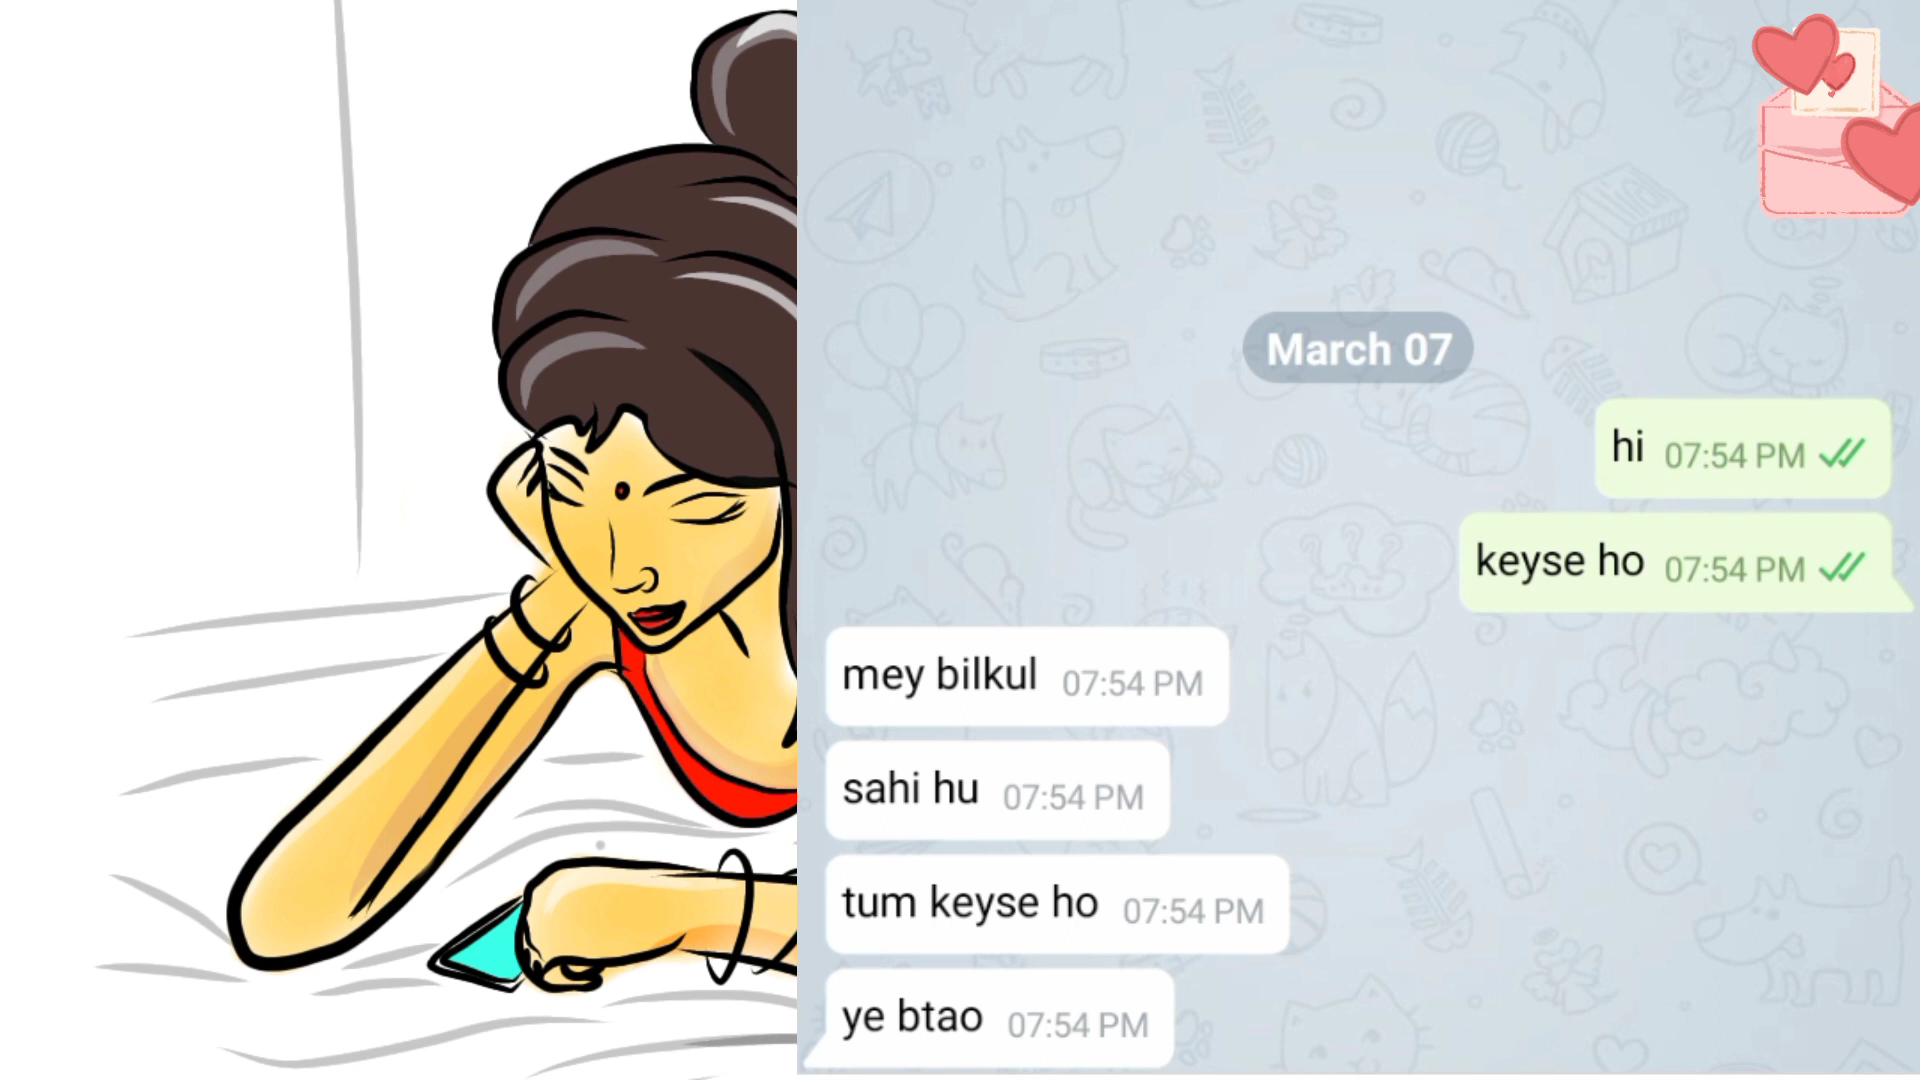 March 07
hi 07:54 PM
keyse ho 07:54 PM
mey bilkul 07:54 PM
sahi hu 07:54 PM
tum keyse ho 07:54 PM
ye btao 07:54 PM